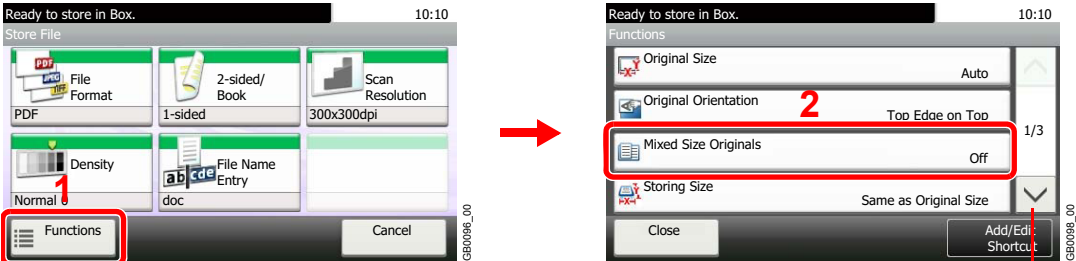 Ready to store in Box.
10:10
Store File
PDF
JPEG
TIFF
File
Format
PDF
2-sided/
Book
1-sided
Scan
Resolution
300x300dpi
Density
Normal 0
ab cde
File Name
Entry
doc
1
Functions
Cancel
GB0096_00
Ready to store in Box.
10:10
Functions
Original Size
Auto
Original Orientation
Top Edge on Top
2
Mixed Size Originals
Off
1/3
Storing Size
Same as Original Size
Close
Add/Edit
Shortcut
GB0098_00